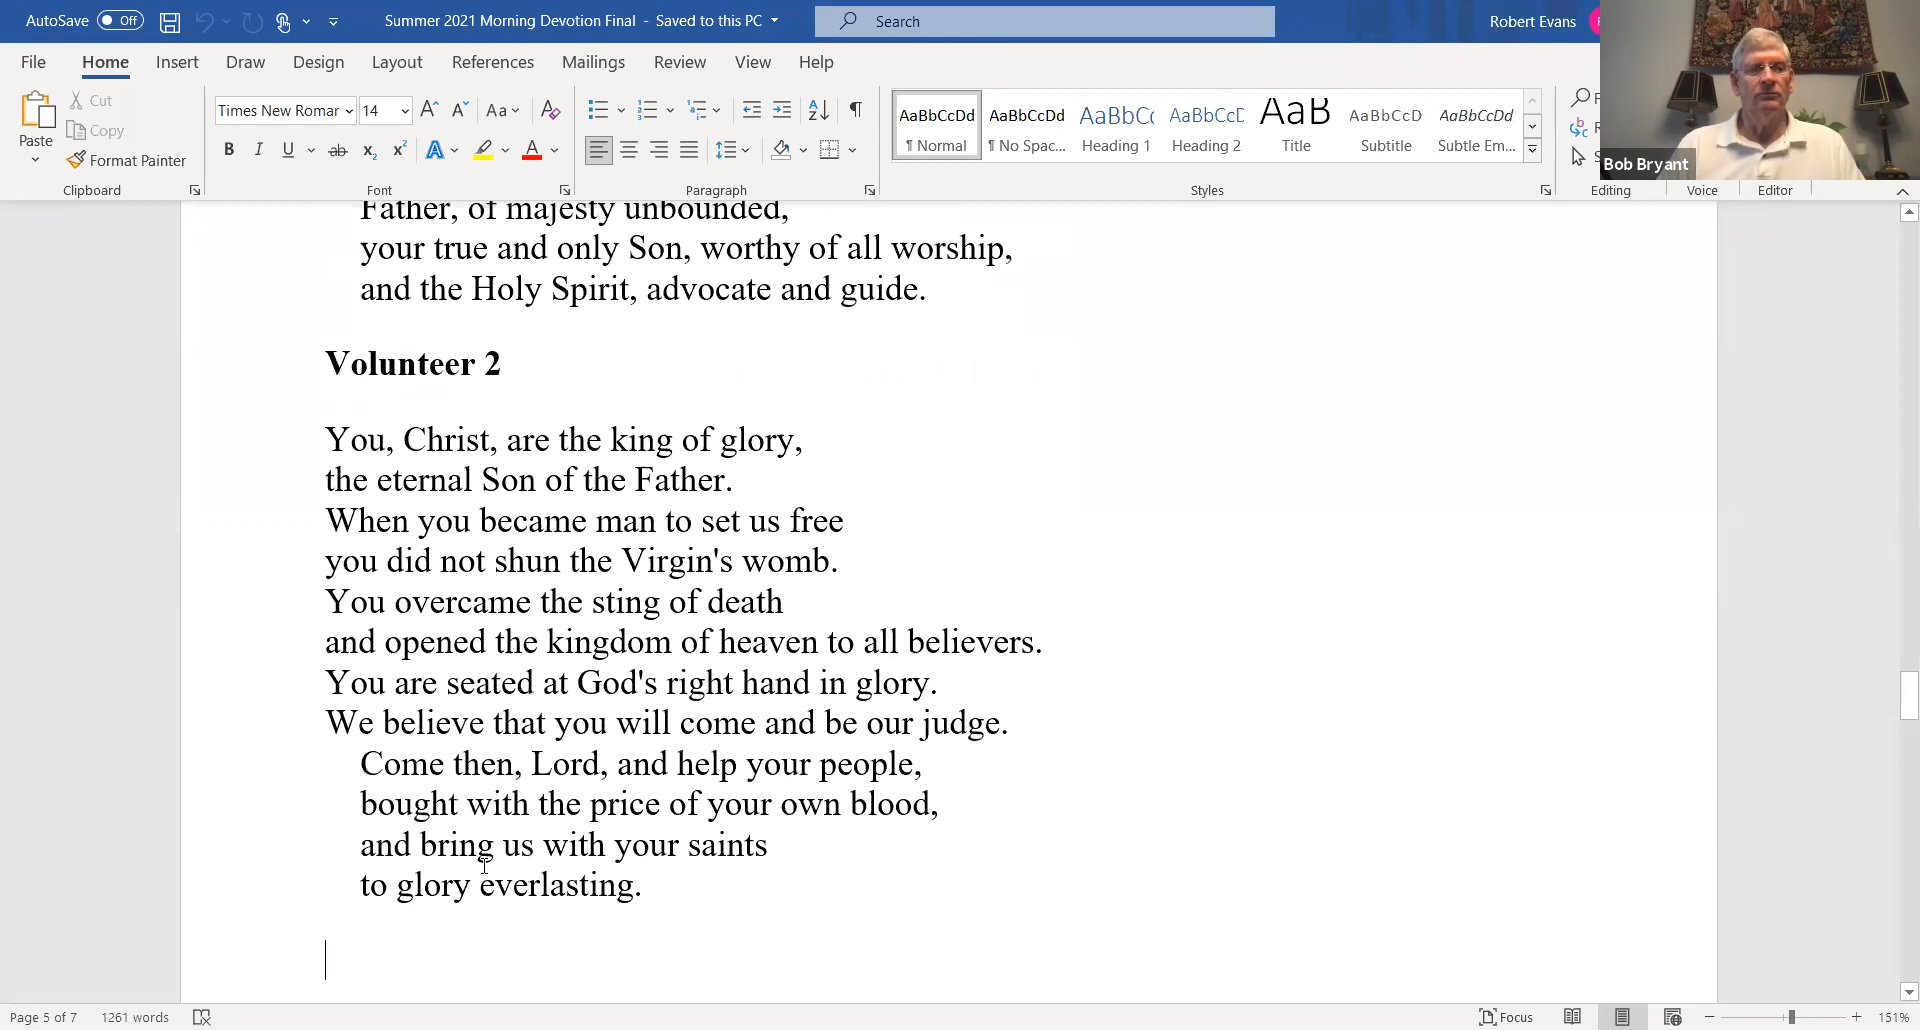 AutoSave Off Summer 2021 Morning Devotion Final - Saved to this PC Search Robert Evans
File Home Insert Draw Design Layout References Mailings Review View Help
Paste Cut Copy Format Painter
Times New Romar 14
AaBbCcDd AaBbCcDd AaBbCc AaBbCcD AaB AaBbCcD AaBbCcDd
¶ Normal ¶ No Spac... Heading 1 Heading 2 Title Subtitle Subtle Em...
Bob Bryant
Clipboard Font Paragraph Styles Editing Voice Editor
Father, of majesty unbounded,
your true and only Son, worthy of all worship,
and the Holy Spirit, advocate and guide.
Volunteer 2
You, Christ, are the king of glory,
the eternal Son of the Father.
When you became man to set us free
you did not shun the Virgin's womb.
You overcame the sting of death
and opened the kingdom of heaven to all believers.
You are seated at God's right hand in glory.
We believe that you will come and be our judge.
Come then, Lord, and help your people,
bought with the price of your own blood,
and bring us with your saints
to glory everlasting.
Page 5 of 7 1261 words Focus 151%